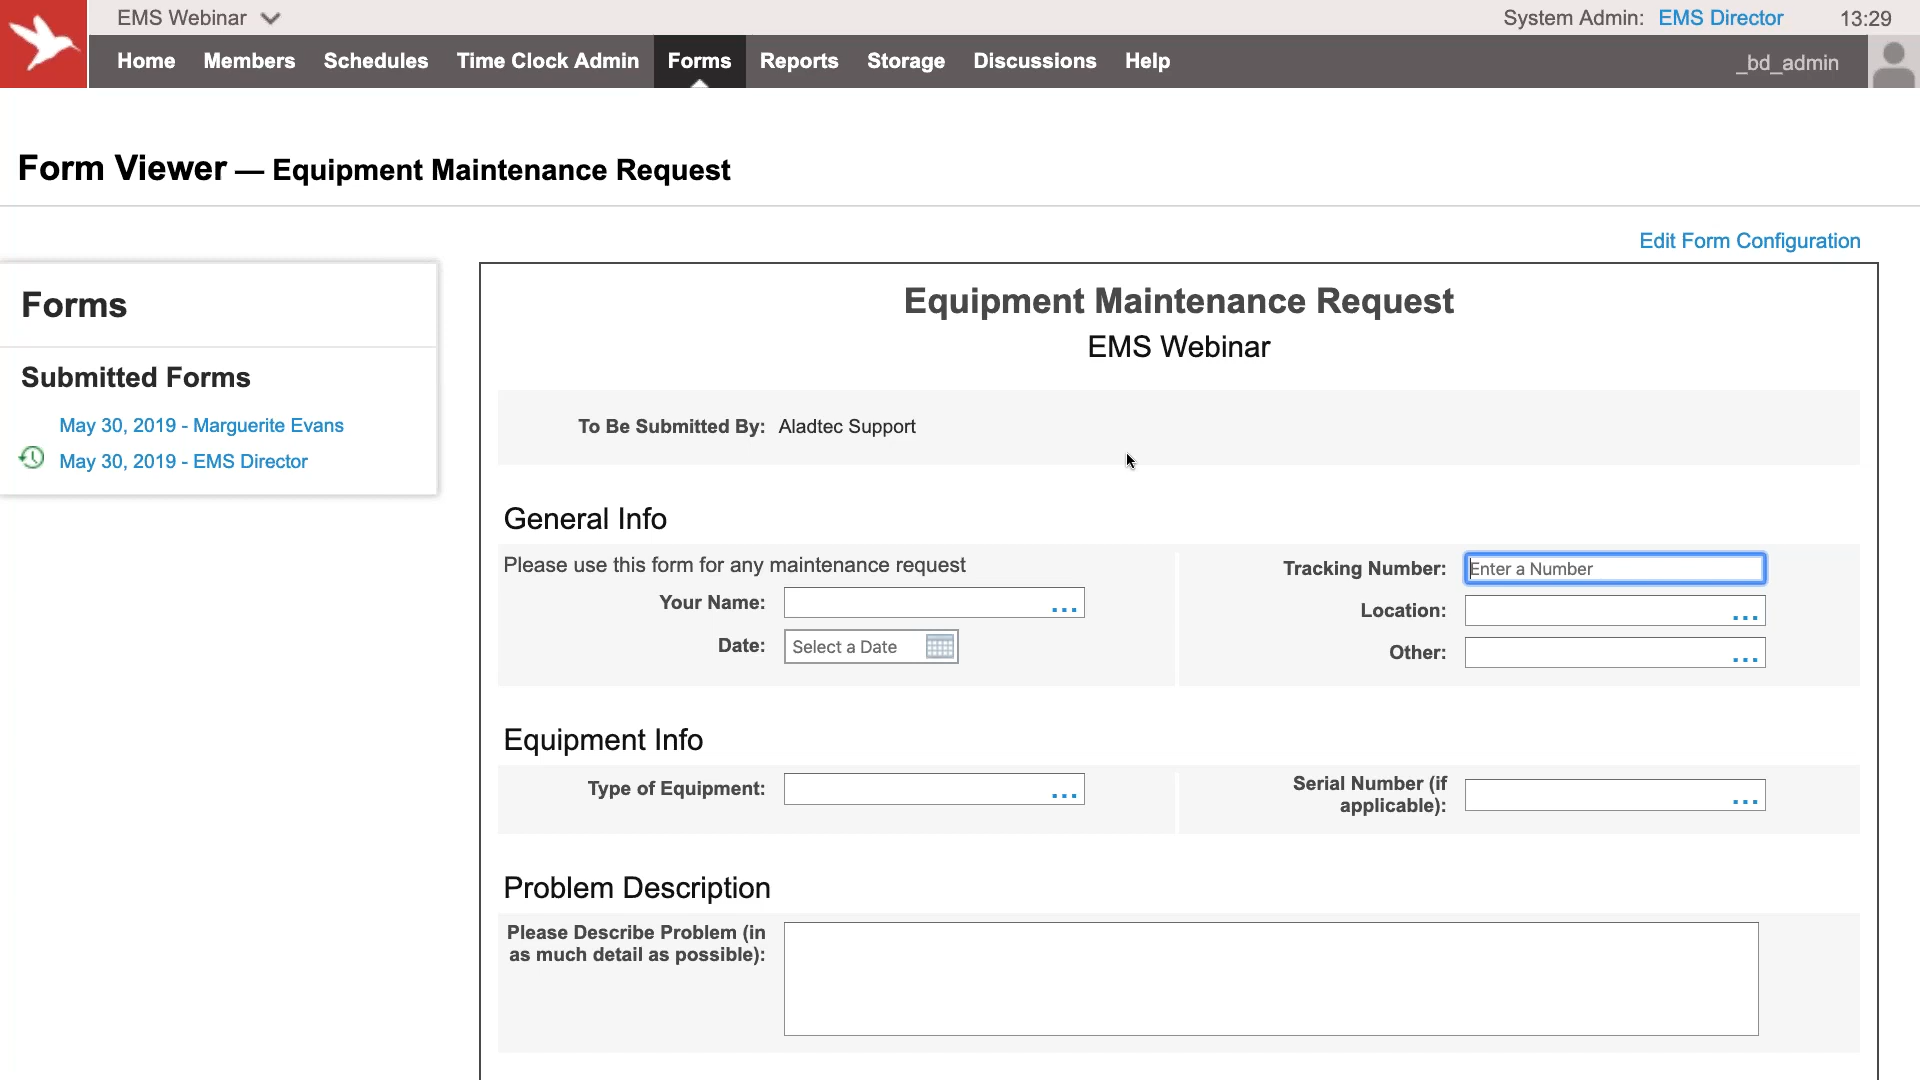 EMS Webinar
System Admin: EMS Director 13:29
Home Members Schedules Time Clock Admin Forms Reports Storage Discussions Help _bd_admin
Form Viewer — Equipment Maintenance Request
Edit Form Configuration
Forms
Submitted Forms
May 30, 2019 - Marguerite Evans
May 30, 2019 - EMS Director
Equipment Maintenance Request
EMS Webinar
To Be Submitted By: Aladtec Support
General Info
Please use this form for any maintenance request
Your Name: ...
Date: Select a Date
Tracking Number: Enter a Number
Location: ...
Other: ...
Equipment Info
Type of Equipment: ...
Serial Number (if
applicable): ...
Problem Description
Please Describe Problem (in
as much detail as possible):